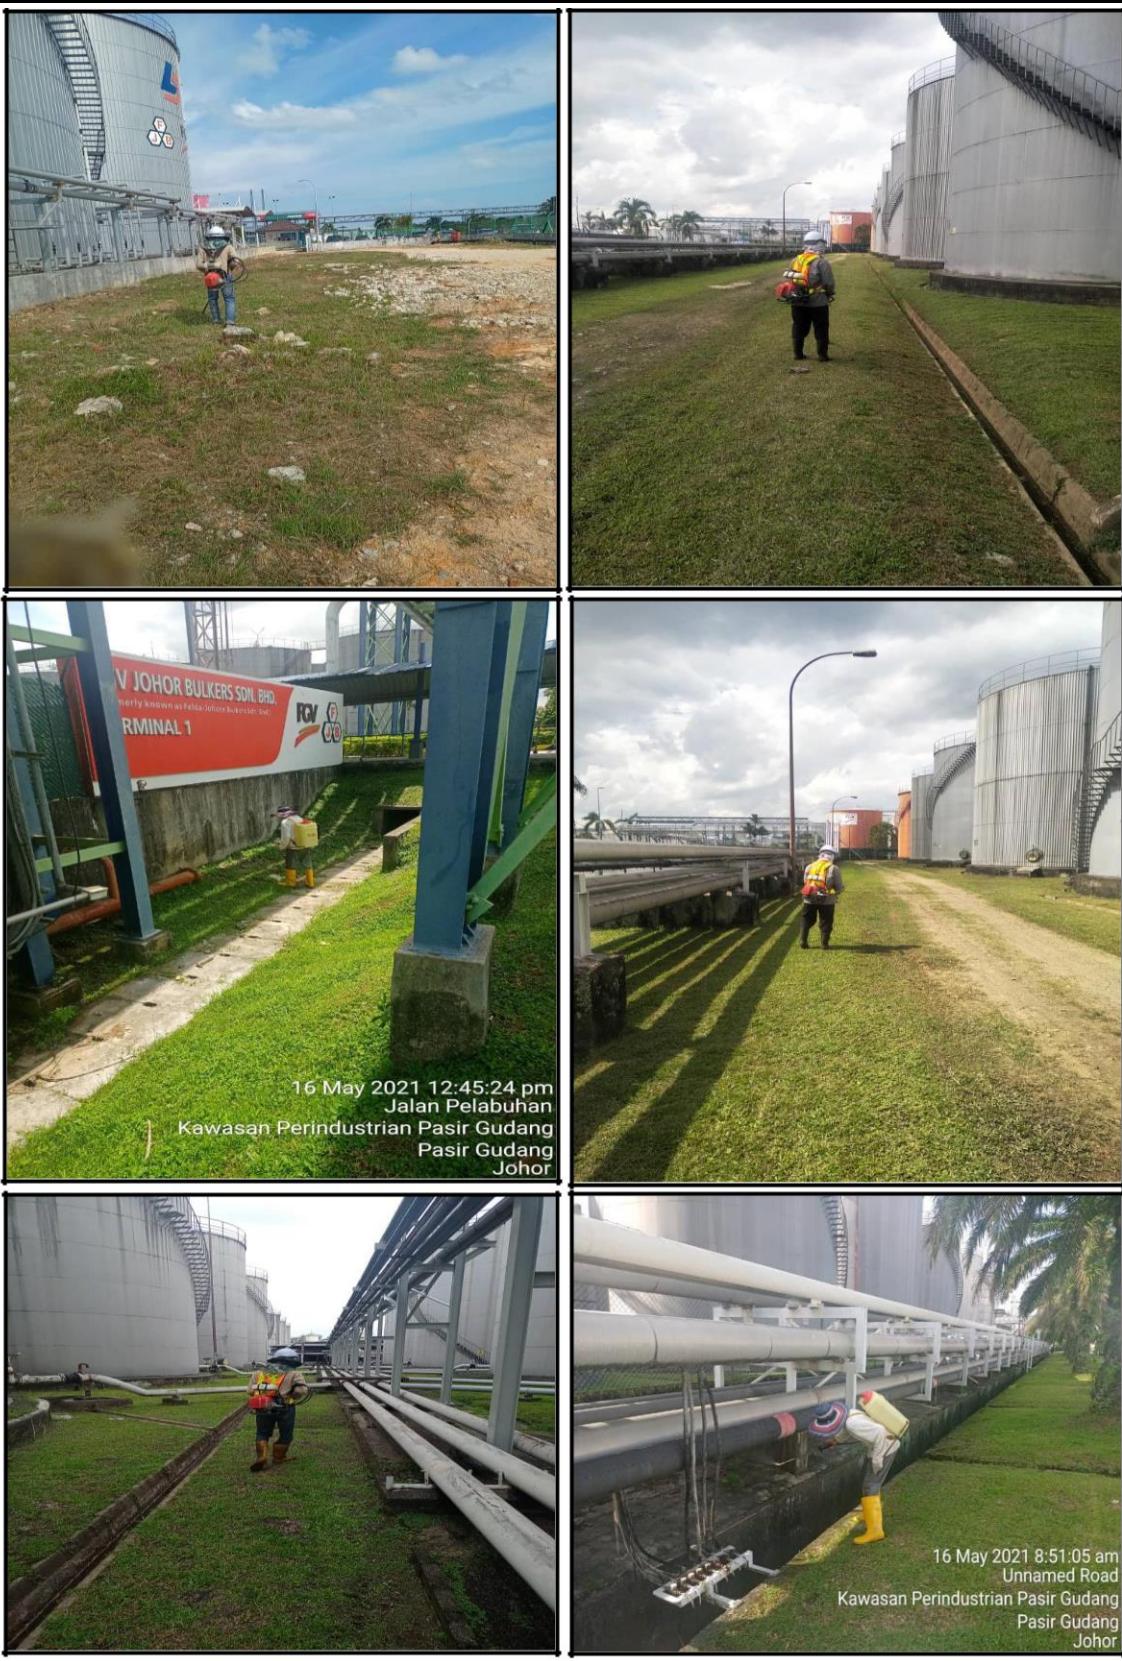 F
J B
V JOHOR BULKERS SDN. BHD.
merly known as Felda-Johore Bulkers Sdn. Bhd.)
RMINAL 1
FGV
F
J B
16 May 2021 12:45:24 pm
Jalan Pelabuhan
Kawasan Perindustrian Pasir Gudang
Pasir Gudang
Johor
16 May 2021 8:51:05 am
Unnamed Road
Kawasan Perindustrian Pasir Gudang
Pasir Gudang
Johor